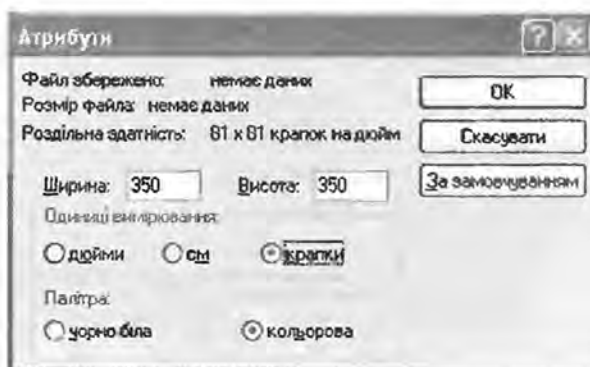 Атрибути
Файл збережено: немає даних
Розмір файла: немає даних
Роздільна здатність: 81 x 81 крапок на дюйм
OK
Скасувати
За замовчуванням
Ширина: 350 Висота: 350
Одиниці вимірювання:
дюйми см крапки
Палітра:
чорно-біла кольорова